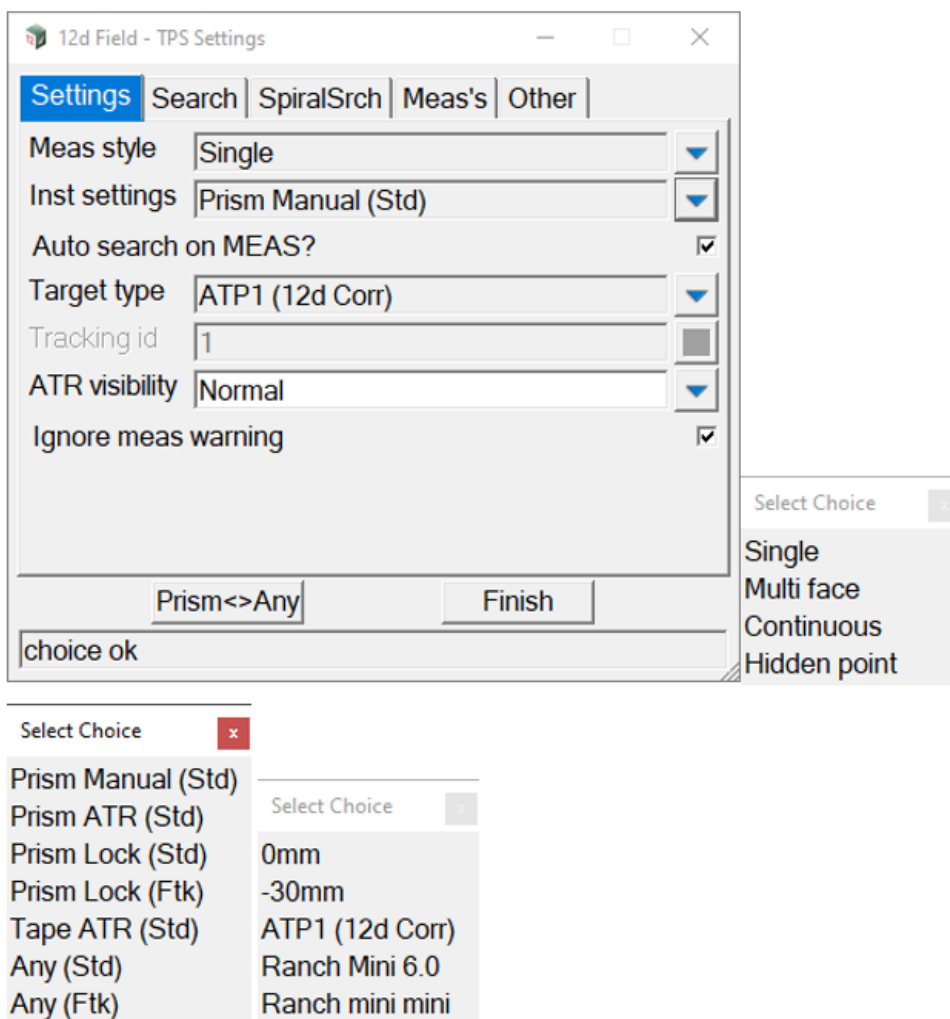 12d Field - TPS Settings
Settings Search SpiralSrch Meas's Other
Meas style Single
Inst settings Prism Manual (Std)
Auto search on MEAS?
Target type ATP1 (12d Corr)
Tracking id 1
ATR visibility Normal
Ignore meas warning
Prism<>Any Finish
choice ok
Select Choice x
Single
Multi face
Continuous
Hidden point
Select Choice x
Prism Manual (Std)
Prism ATR (Std)
Prism Lock (Std)
Prism Lock (Ftk)
Tape ATR (Std)
Any (Std)
Any (Ftk)
Select Choice x
0mm
-30mm
ATP1 (12d Corr)
Ranch Mini 6.0
Ranch mini mini